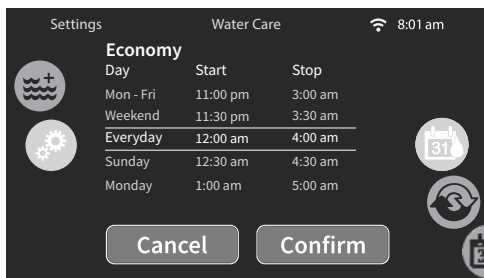 Settings Water Care 8:01 am
Economy
Day Start Stop
Mon - Fri 11:00 pm 3:00 am
Weekend 11:30 pm 3:30 am
Everyday 12:00 am 4:00 am
Sunday 12:30 am 4:30 am
Monday 1:00 am 5:00 am
31
Cancel Confirm